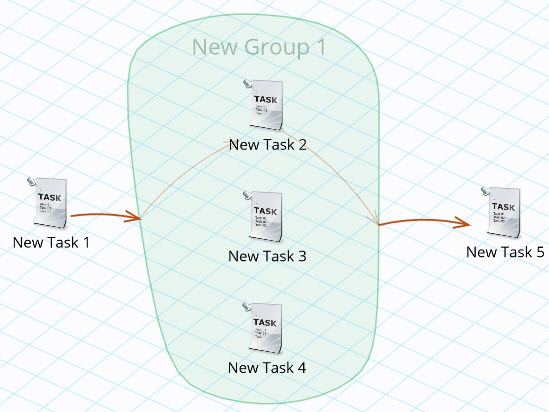 New Group 1
TASK
New Task 2
TASK
New Task 1
TASK
New Task 3
TASK
New Task 5
TASK
New Task 4